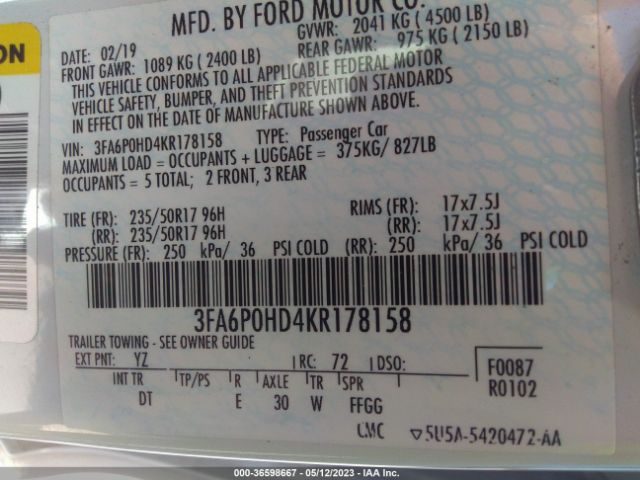 ON
MFD. BY FORD MOTOR CO.
DATE: 02/19 GVWR: 2041 KG ( 4500 LB)
FRONT GAWR: 1089 KG ( 2400 LB) REAR GAWR: 975 KG ( 2150 LB)
THIS VEHICLE CONFORMS TO ALL APPLICABLE FEDERAL MOTOR
VEHICLE SAFETY, BUMPER, AND THEFT PREVENTION STANDARDS
IN EFFECT ON THE DATE OF MANUFACTURE SHOWN ABOVE.
VIN: 3FA6P0HD4KR178158 TYPE: Passenger Car
MAXIMUM LOAD = OCCUPANTS + LUGGAGE = 375KG/ 827LB
OCCUPANTS = 5 TOTAL; 2 FRONT, 3 REAR
TIRE (FR): 235/50R17 96H RIMS (FR): 17x7.5J
(RR): 235/50R17 96H (RR): 17x7.5J
PRESSURE (FR): 250 kPa/ 36 PSI COLD (RR): 250 kPa/ 36 PSI COLD
3FA6P0HD4KR178158
TRAILER TOWING - SEE OWNER GUIDE
EXT PNT: YZ RC: 72 DSO: F0087
INT TR TP/PS R AXLE TR SPR R0102
DT E 30 W FFGG
LMC ▽5U5A-5420472-AA
000-36598667 - 05/12/2023 - IAA Inc.